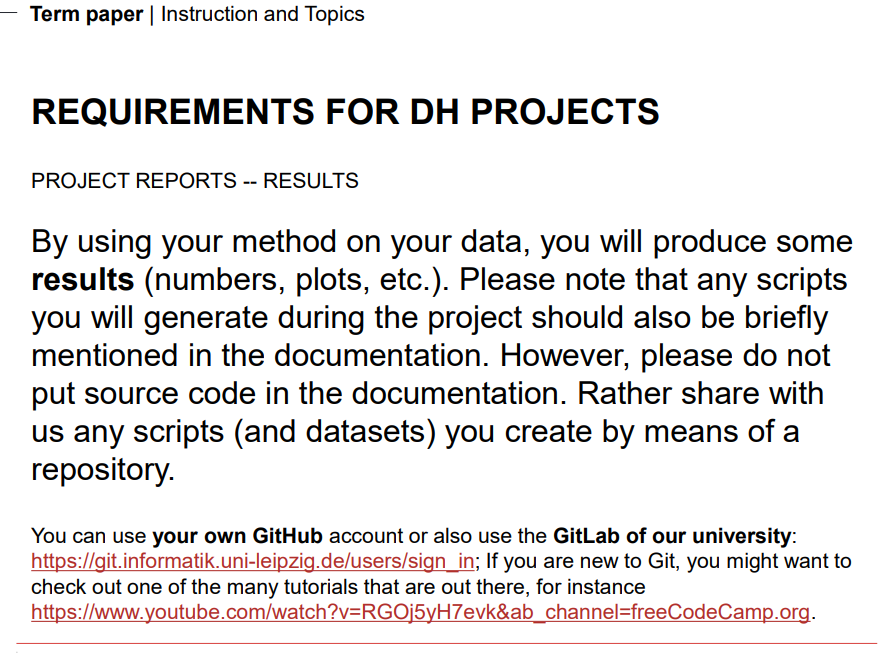 Term paper | Instruction and Topics
REQUIREMENTS FOR DH PROJECTS
PROJECT REPORTS -- RESULTS
By using your method on your data, you will produce some
results (numbers, plots, etc.). Please note that any scripts
you will generate during the project should also be briefly
mentioned in the documentation. However, please do not
put source code in the documentation. Rather share with
us any scripts (and datasets) you create by means of a
repository.
You can use your own GitHub account or also use the GitLab of our university:
https://git.informatik.uni-leipzig.de/users/sign_in; If you are new to Git, you might want to
check out one of the many tutorials that are out there, for instance
https://www.youtube.com/watch?v=RGOj5yH7evk&ab_channel=freeCodeCamp.org.